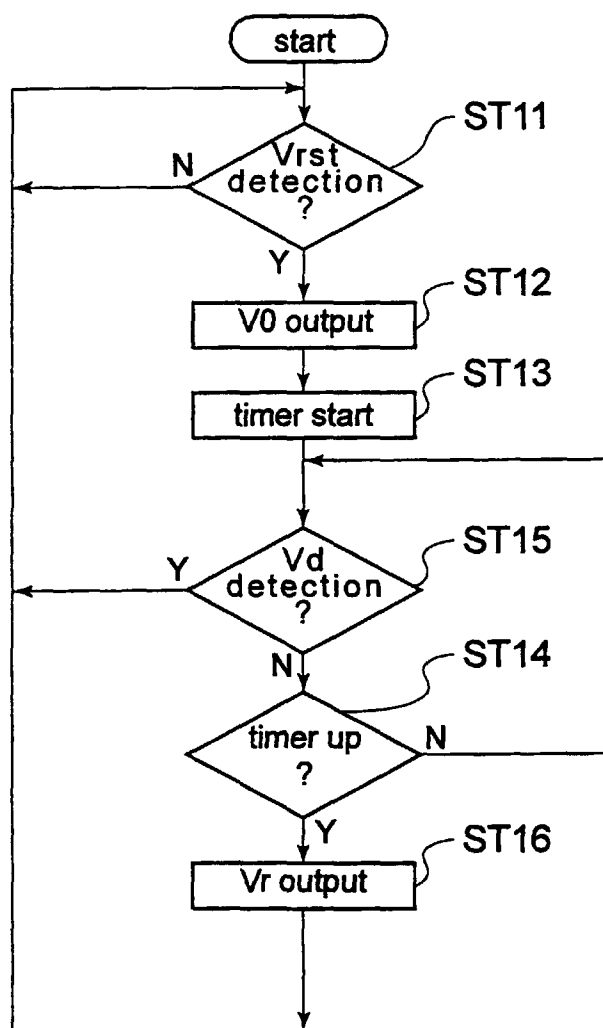 start
ST11
Vrst
detection
?
N
Y
ST12
V0 output
ST13
timer start
ST15
Vd
detection
?
Y
N
ST14
timer up
?
N
Y
ST16
Vr output